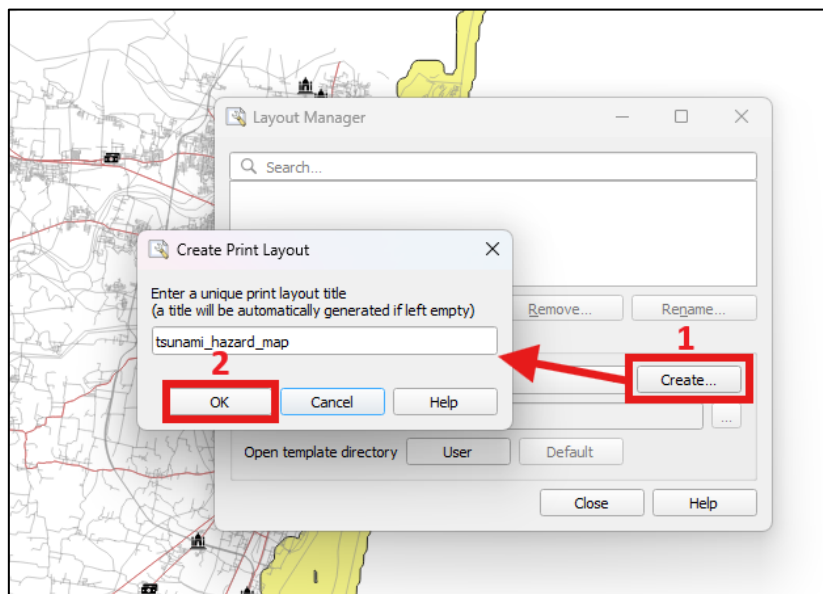 Layout Manager
Search...
Create Print Layout
Enter a unique print layout title
(a title will be automatically generated if left empty)
tsunami_hazard_map
2
OK
Cancel
Help
Remove...
Rename...
1
Create...
...
Open template directory
User
Default
Close
Help